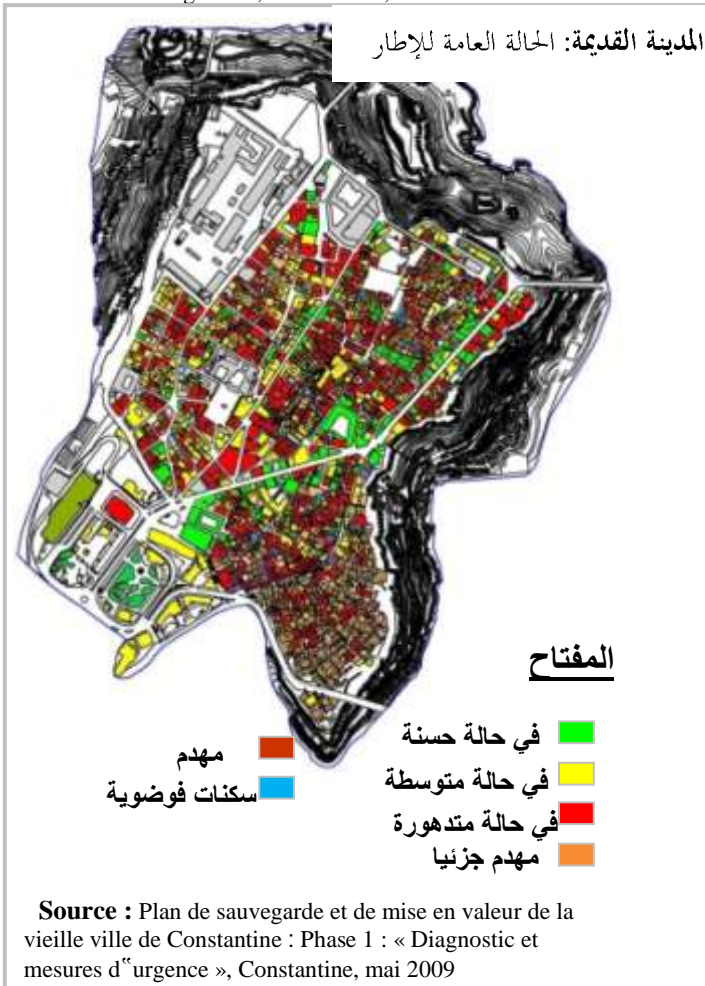 المدينة القديمة: الحالة العامة للإطار
المفتاح
في حالة حسنة
في حالة متوسطة
في حالة متدهورة
مهدم جزئيا
مهدم
سكنات فوضوية
Source : Plan de sauvegarde et de mise en valeur de la
vieille ville de Constantine : Phase 1 : « Diagnostic et
mesures d‟urgence », Constantine, mai 2009